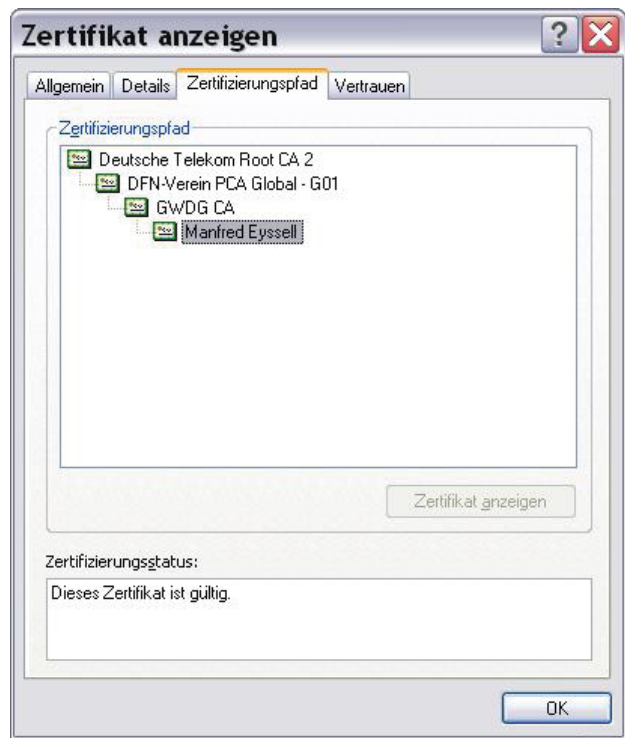 Zertifikat anzeigen
Allgemein Details Zertifizierungspfad Vertrauen
Zertifizierungspfad
Deutsche Telekom Root CA 2
DFN-Verein PCA Global - G01
GWDG CA
Manfred Eyssell
Zertifikat anzeigen
Zertifizierungsstatus:
Dieses Zertifikat ist gültig.
OK